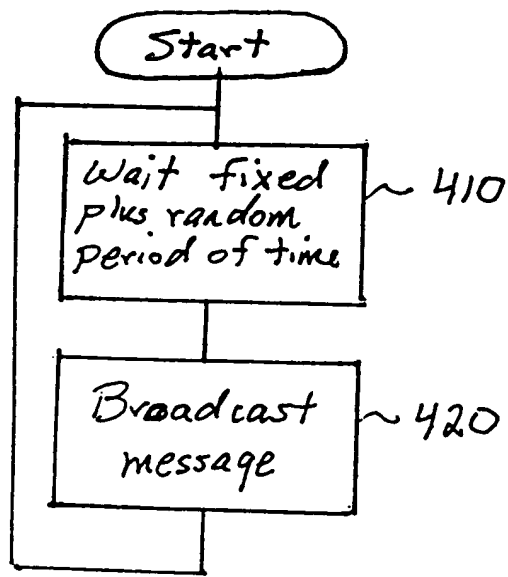 Start
Wait fixed
plus random
period of time
410
Broadcast
message
420